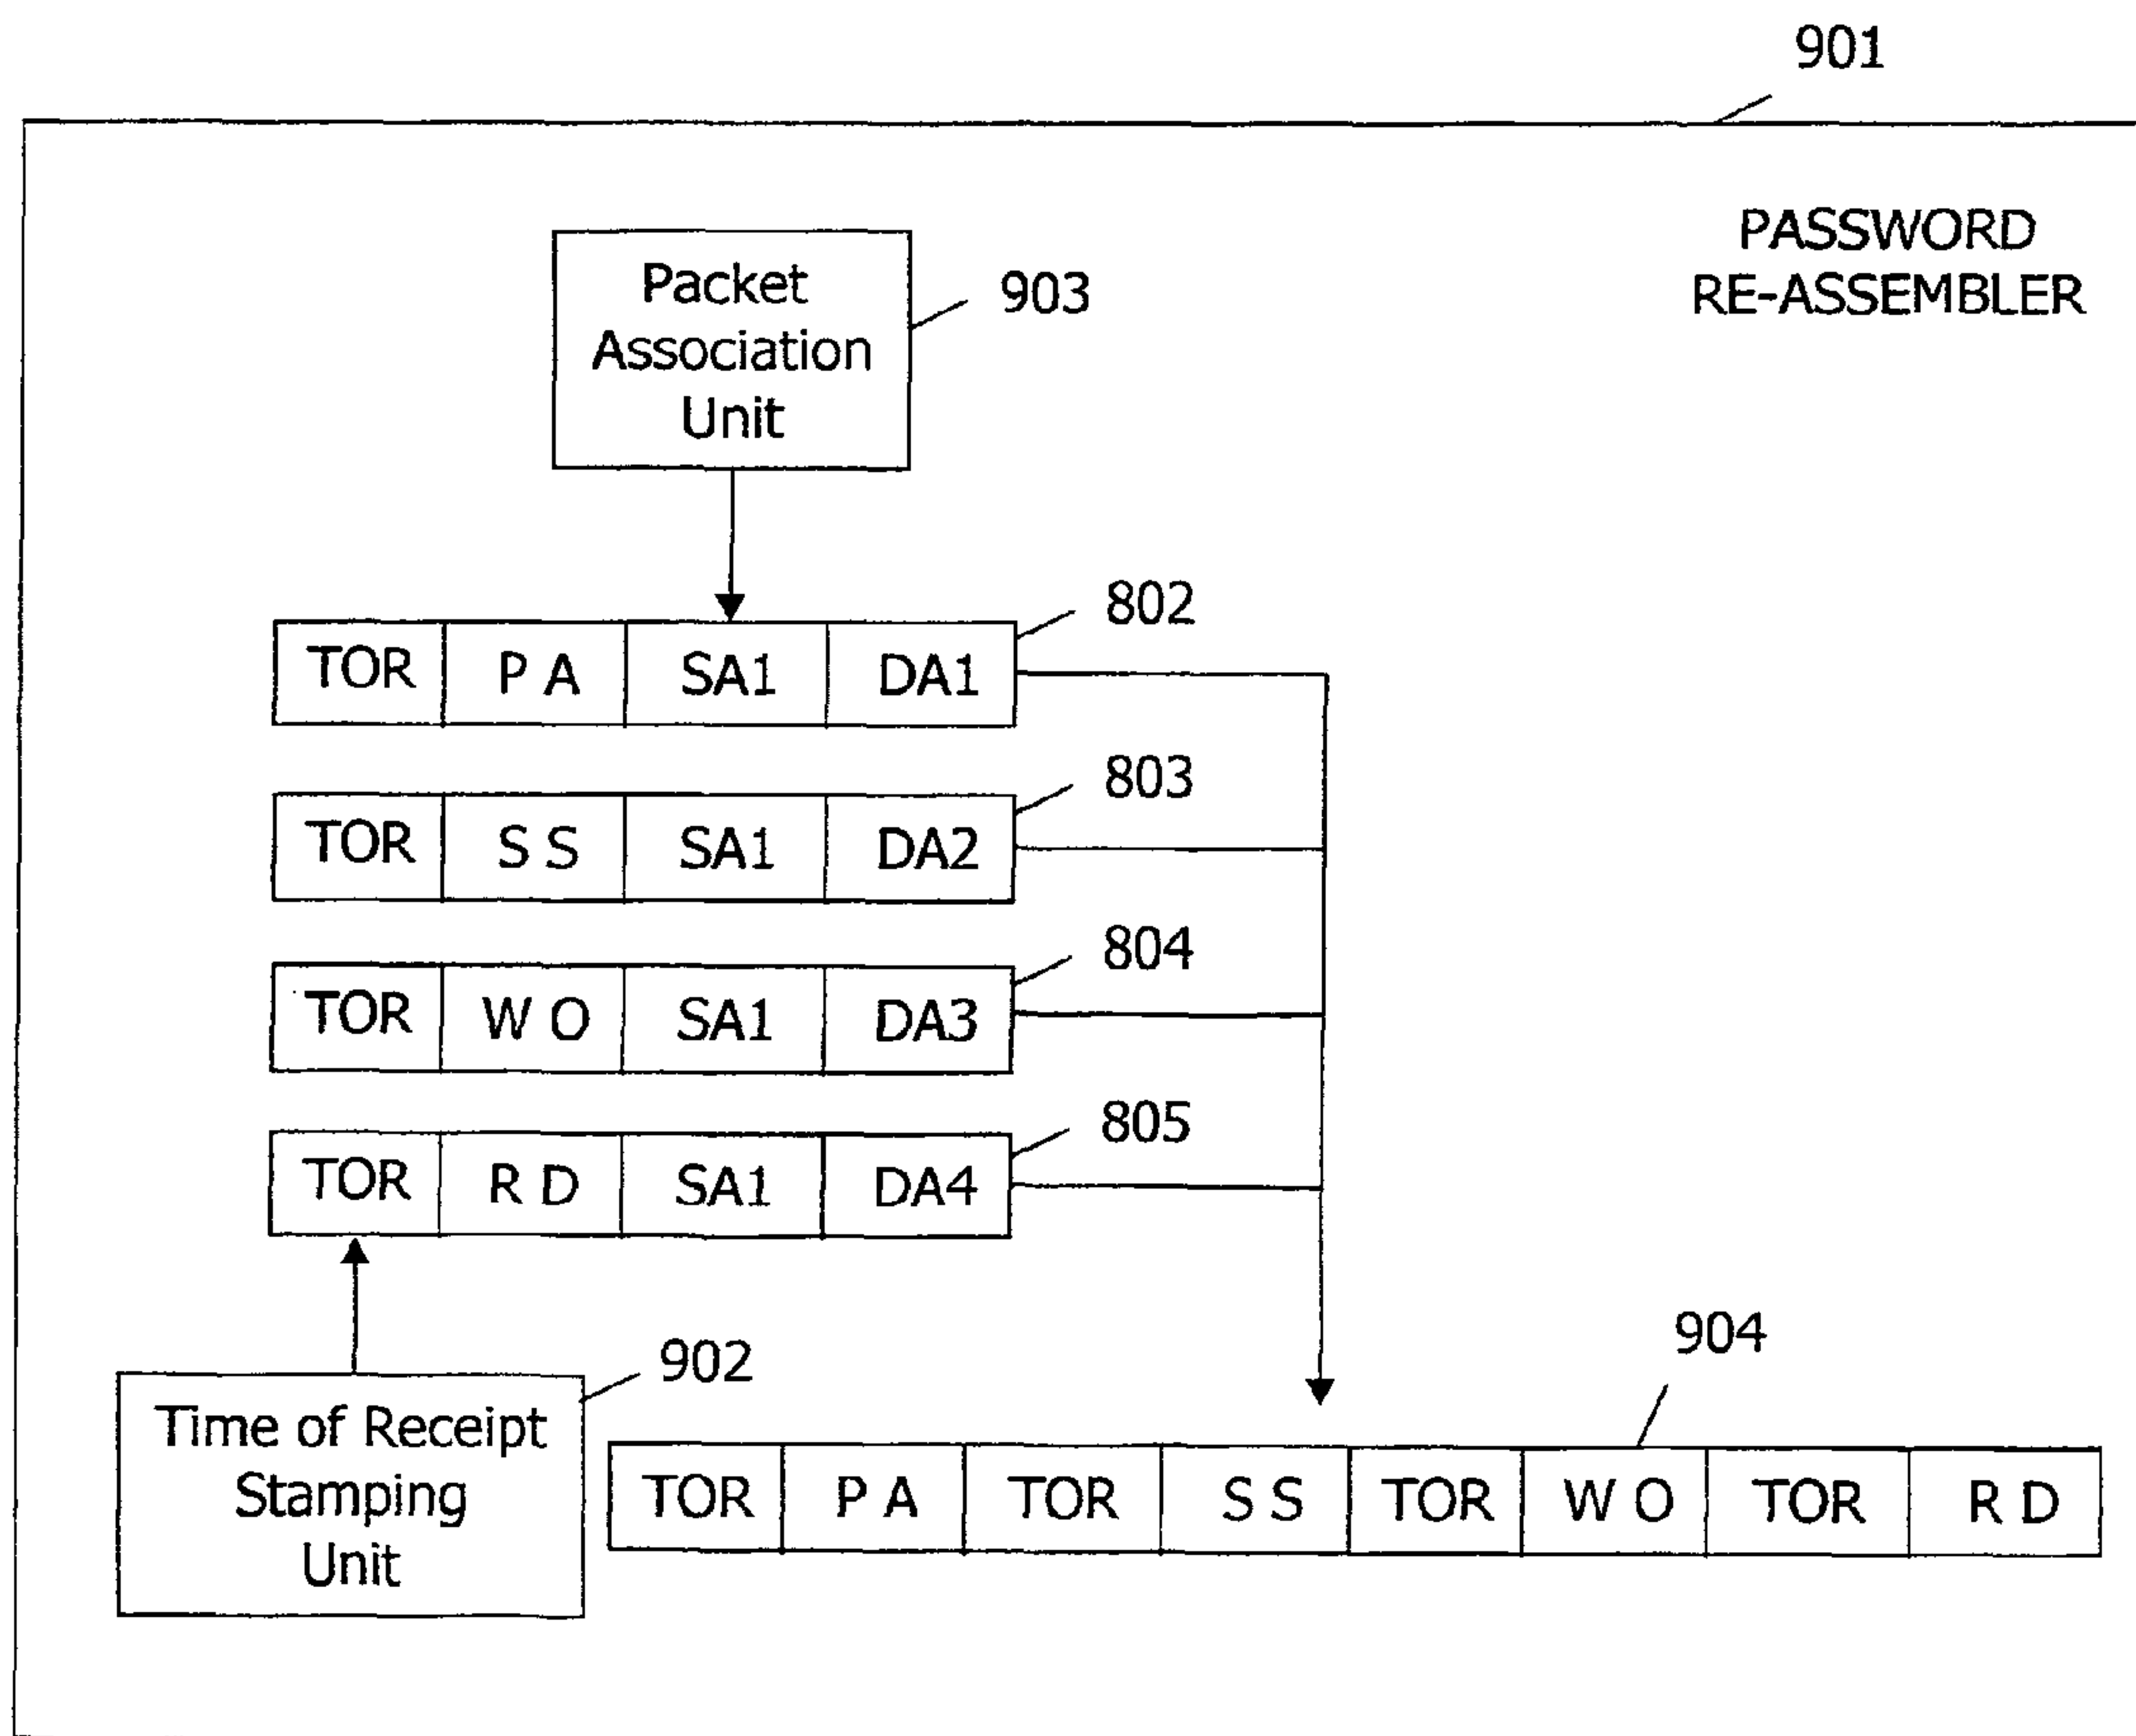 901
PASSWORD
RE-ASSEMBLER
Packet
Association
Unit
903
802
TOR P A SA1 DA1
803
TOR S S SA1 DA2
804
TOR W O SA1 DA3
805
TOR R D SA1 DA4
902
Time of Receipt
Stamping
Unit
904
TOR P A TOR S S TOR W O TOR R D